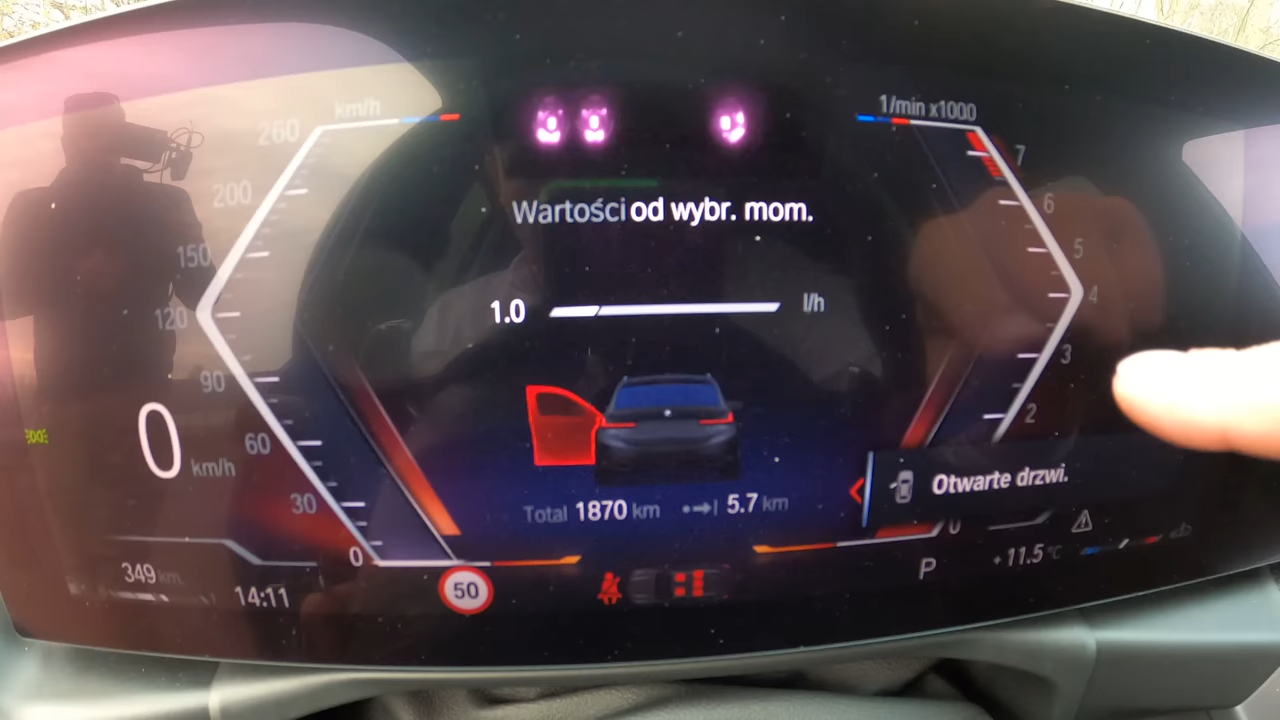 km/h
1/min x1000
260
7
200
6
Wartości od wybr. mom.
150
5
1.0 l/h
120
4
90
3
0 km/h
60
2
30
Otwarte drzwi.
Total 1870 km 5.7 km
0
0
349 km
14:11
50
P
+11.5 °C